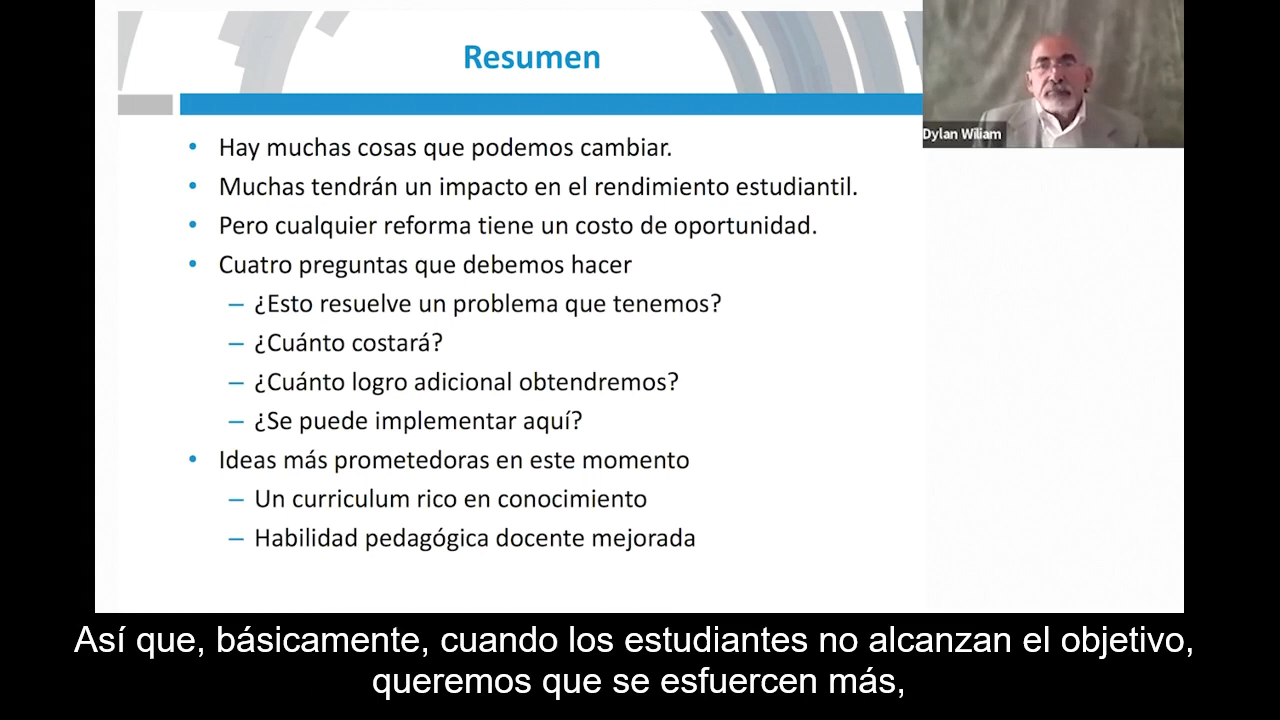 Resumen
Dylan Wiliam
• Hay muchas cosas que podemos cambiar.
• Muchas tendrán un impacto en el rendimiento estudiantil.
• Pero cualquier reforma tiene un costo de oportunidad.
• Cuatro preguntas que debemos hacer
– ¿Esto resuelve un problema que tenemos?
– ¿Cuánto costará?
– ¿Cuánto logro adicional obtendremos?
– ¿Se puede implementar aquí?
• Ideas más prometedoras en este momento
– Un curriculum rico en conocimiento
– Habilidad pedagógica docente mejorada
Así que, básicamente, cuando los estudiantes no alcanzan el objetivo,
queremos que se esfuercen más,